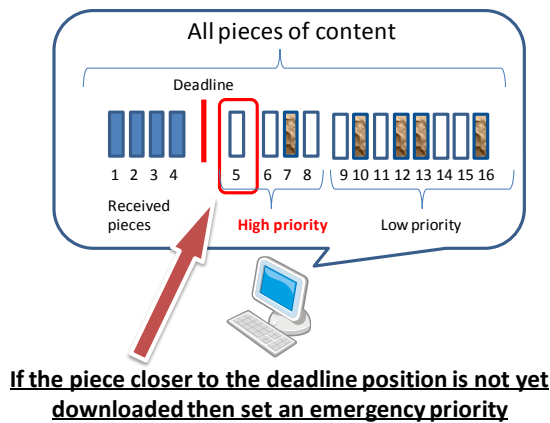 All pieces of content
Deadline
1 2 3 4 5 6 7 8 9 10 11 12 13 14 15 16
Received
pieces
High priority
Low priority
If the piece closer to the deadline position is not yet
downloaded then set an emergency priority